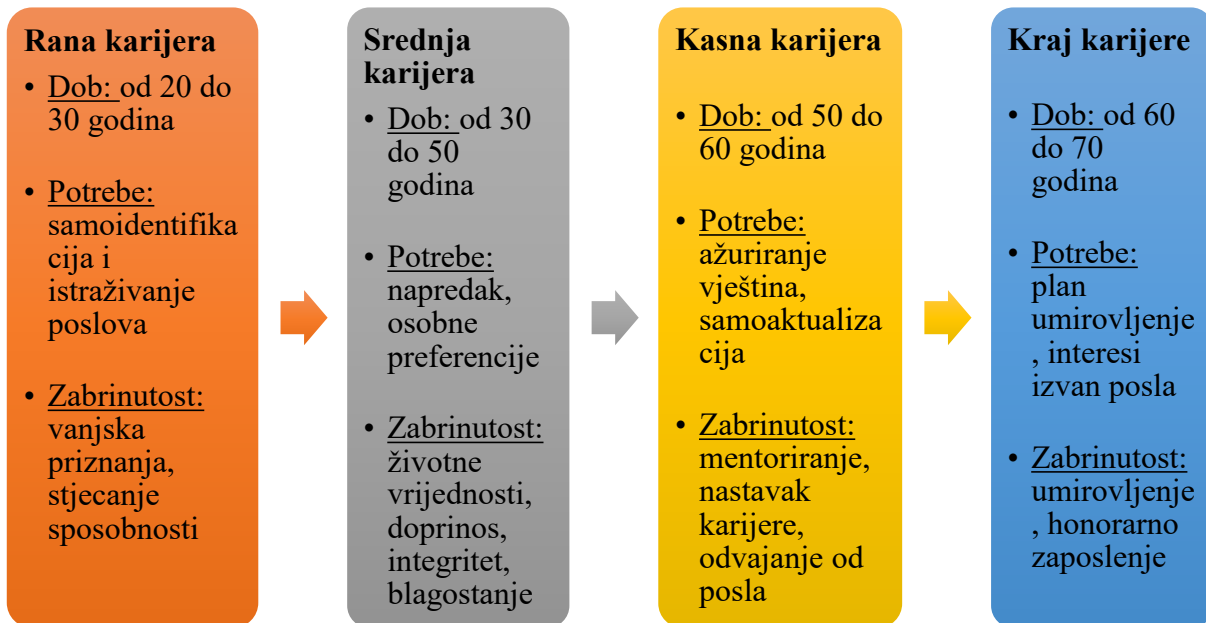 Rana karijera
• Dob: od 20 do
30 godina
• Potrebe:
samoidentifika
cija i
istraživanje
poslova
• Zabrinutost:
vanjska
priznanja,
stjecanje
sposobnosti
Srednja
karijera
• Dob: od 30
do 50
godina
• Potrebe:
napredak,
osobne
preferencije
• Zabrinutost:
životne
vrijednosti,
doprinos,
integritet,
blagostanje
Kasna karijera
• Dob: od 50 do
60 godina
• Potrebe:
ažuriranje
vještina,
samoaktualiza
cija
• Zabrinutost:
mentoriranje,
nastavak
karijere,
odvajanje od
posla
Kraj karijere
• Dob: od 60
do 70
godina
• Potrebe:
plan
umirovljenje
, interesi
izvan posla
• Zabrinutost:
umirovljenje
, honorarno
zaposlenje